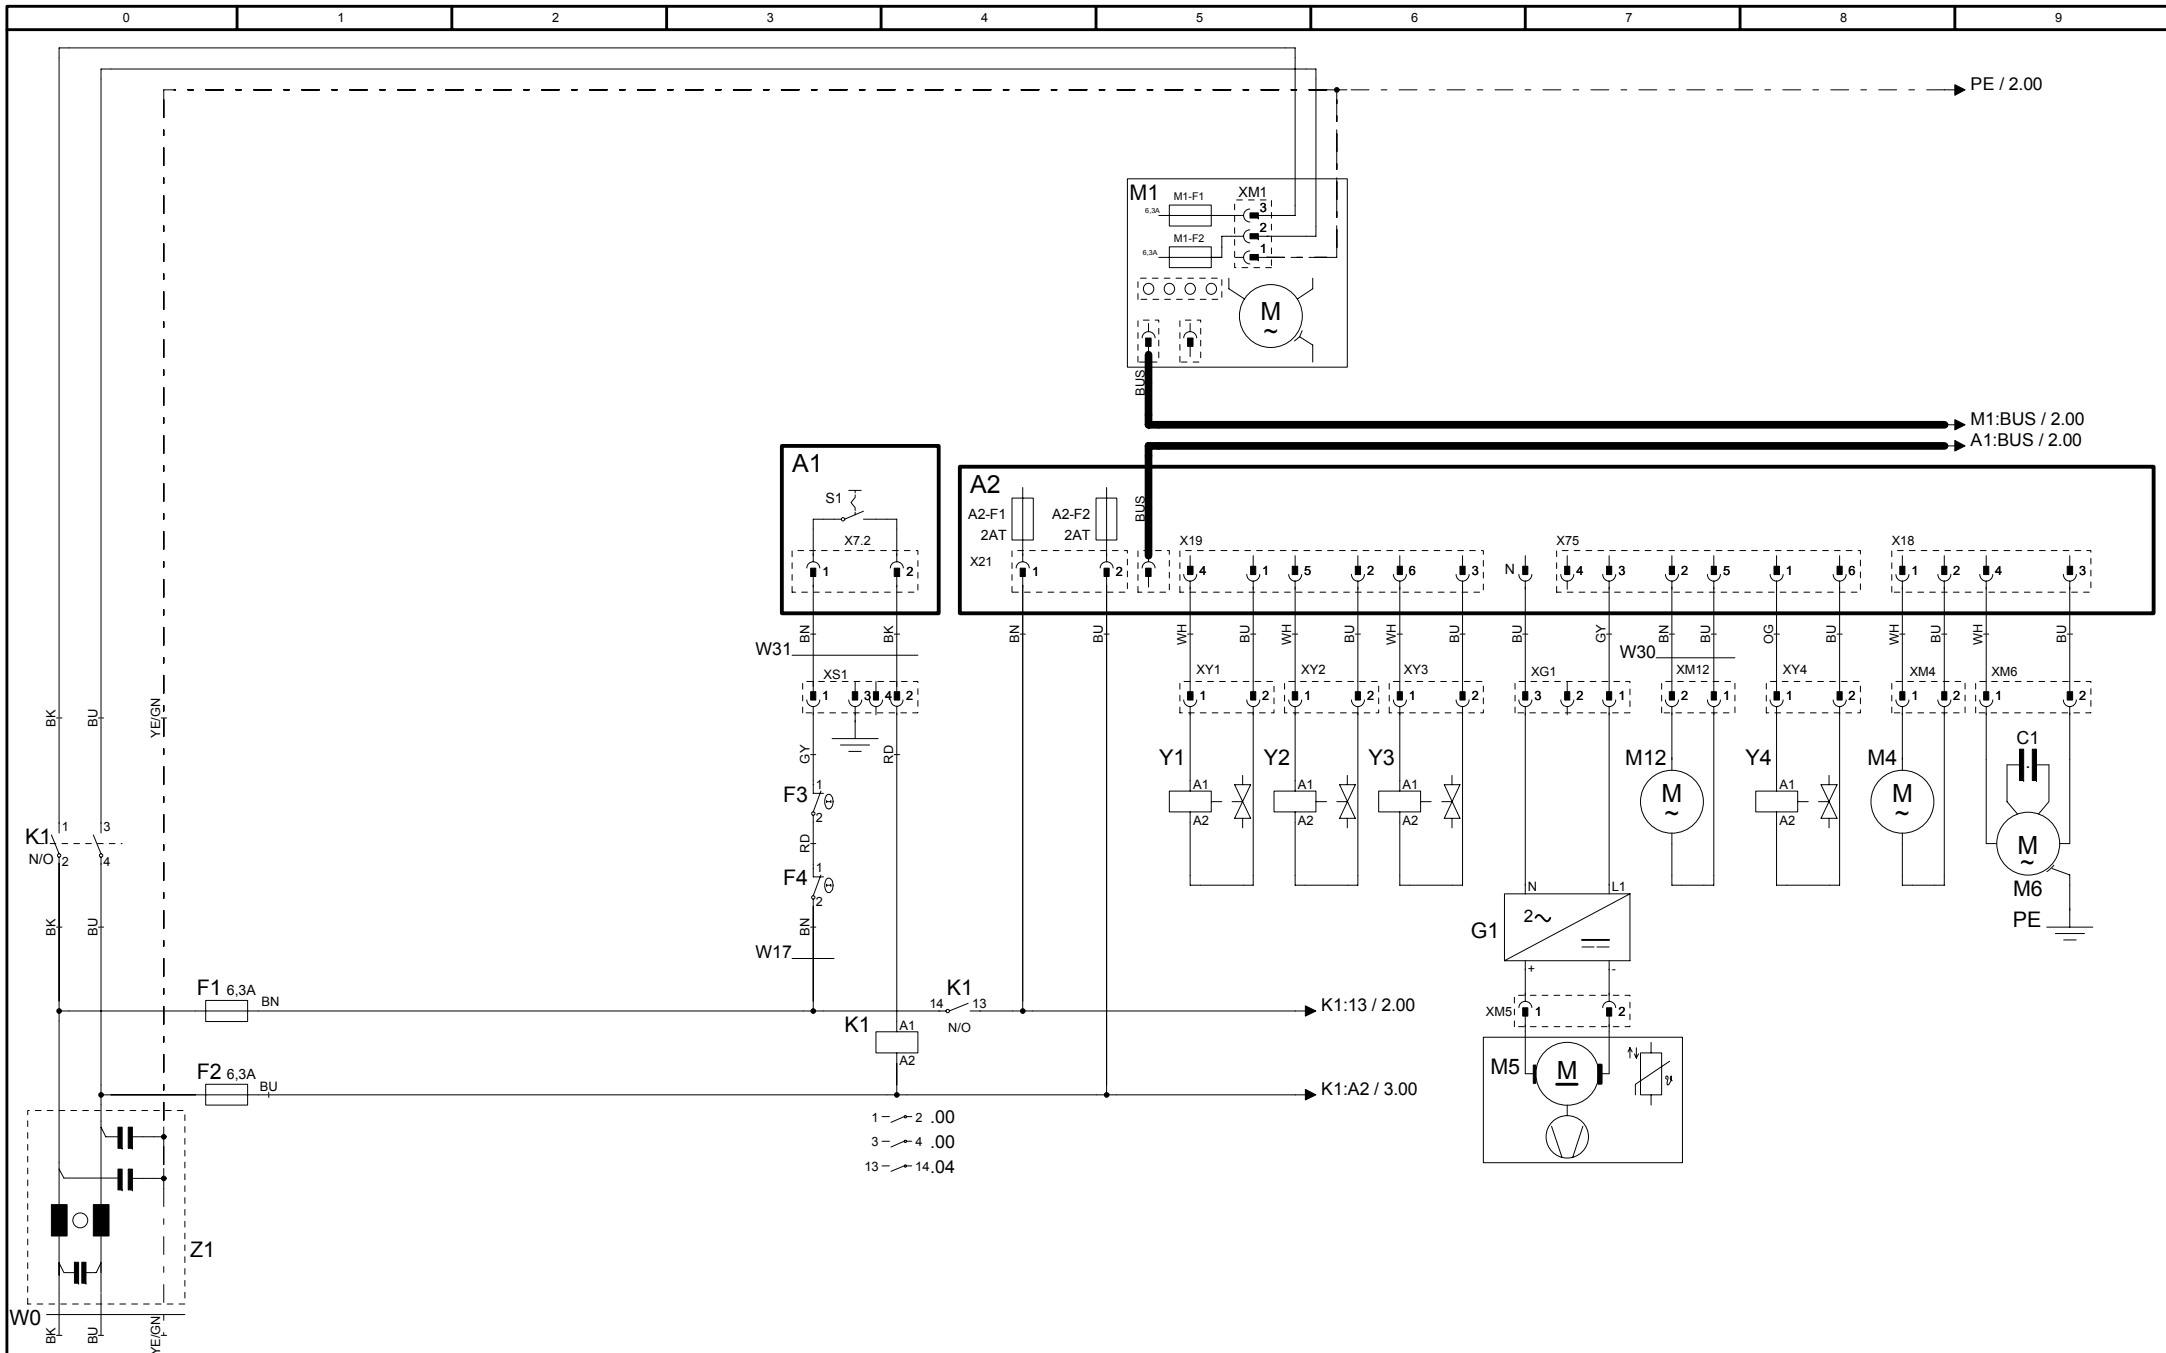 0 1 2 3 4 5 6 7 8 9
PE / 2.00
M1 M1-F1 XM1
6,3A 3
M1-F2 2
6,3A 1
M
~
BUS
M1:BUS / 2.00
A1:BUS / 2.00
A1
S1
X7.2
1 2
A2
A2-F1 A2-F2 BUS
2AT 2AT
X21 1 2
X19
4 1 5 2 6 3
N
X75
4 3 2 5 1 6
X18
1 2 4 3
BN BK BN BU WH BU WH BU WH BU BU GY BN BU OG BU WH BU WH BU
W31 W30
XS1 XY1 XY2 XY3 XG1 XM12 XY4 XM4 XM6
1 3 4 2 1 2 1 2 1 2 3 2 1 2 1 1 2 1 2 1 2
BK BU YE/GN
GY RD
Y1 Y2 Y3 M12 Y4 M4 C1
F3 1
2
A1 A1 A1 M A1 M
A2 A2 A2 ~ A2 ~
K1 1 3
N/O 2 4
RD
M
~
M6
PE
F4 1
2
BK BU BN
W17
N L1
G1 2~
+ -
F1 6,3A BN
14 K1 13
N/O
K1:13 / 2.00
XM5 1 2
K1 A1
A2
M5 M ϑ
F2 6,3A BU
K1:A2 / 3.00
1 2 .00
3 4 .00
13 14 .04
Z1
W0
BK BU YE/GN